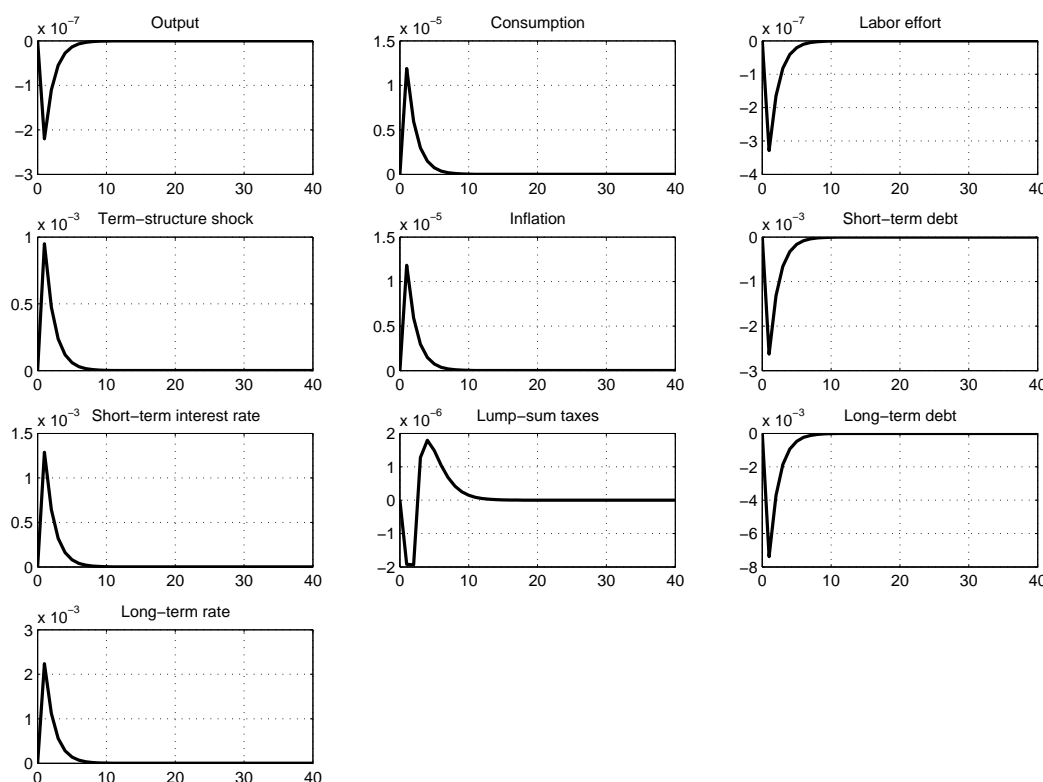 x 10⁻⁷
Output
0
−1
−2
−3
0 10 20 30 40
x 10⁻⁵
Consumption
1.5
1
0.5
0
0 10 20 30 40
x 10⁻⁷
Labor effort
0
−1
−2
−3
−4
0 10 20 30 40
x 10⁻³
Term−structure shock
1
0.5
0
0 10 20 30 40
x 10⁻⁵
Inflation
1.5
1
0.5
0
0 10 20 30 40
x 10⁻³
Short−term debt
0
−1
−2
−3
0 10 20 30 40
x 10⁻³
Short−term interest rate
1.5
1
0.5
0
0 10 20 30 40
x 10⁻⁶
Lump−sum taxes
2
1
0
−1
−2
0 10 20 30 40
x 10⁻³
Long−term debt
0
−2
−4
−6
−8
0 10 20 30 40
x 10⁻³
Long−term rate
3
2
1
0
0 10 20 30 40